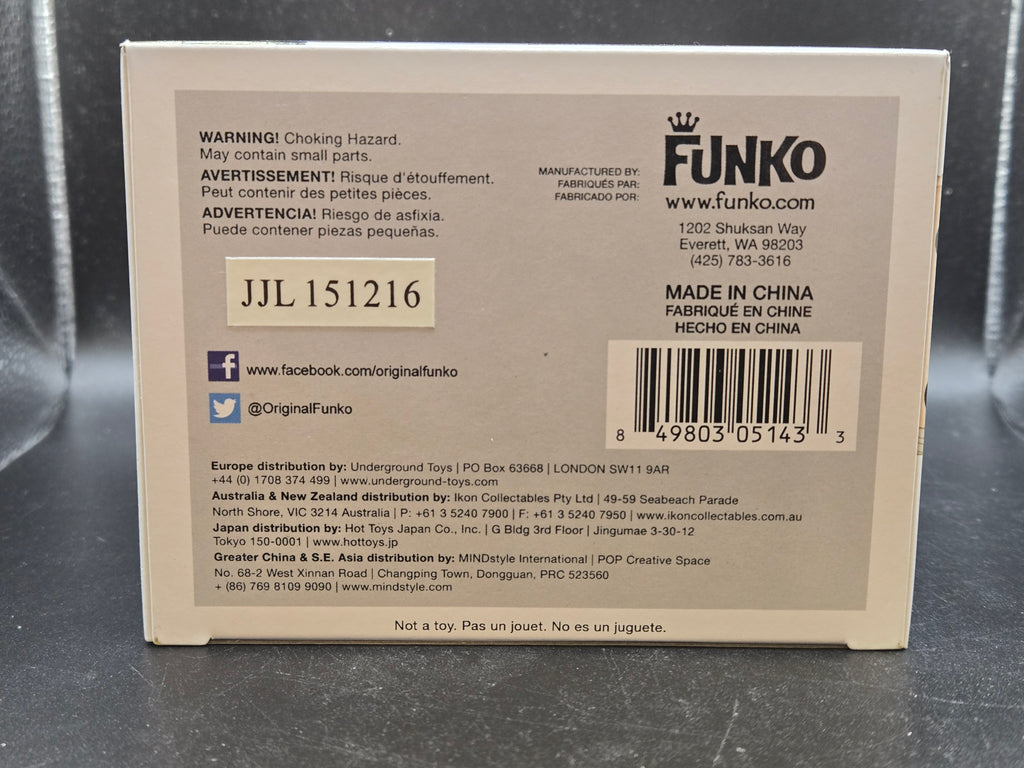 WARNING! Choking Hazard.
May contain small parts.
AVERTISSEMENT! Risque d'étouffement.
Peut contenir des petites pièces.
ADVERTENCIA! Riesgo de asfixia.
Puede contener piezas pequeñas.
MANUFACTURED BY:
FABRIQUÉS PAR:
FABRICADO POR:
FUNKO
www.funko.com
1202 Shuksan Way
Everett, WA 98203
(425) 783-3616
MADE IN CHINA
FABRIQUÉ EN CHINE
HECHO EN CHINA
JJL 151216
f www.facebook.com/originalfunko
@OriginalFunko
8 49803 05143 3
Europe distribution by: Underground Toys | PO Box 63668 | LONDON SW11 9AR
+44 (0) 1708 374 499 | www.underground-toys.com
Australia & New Zealand distribution by: Ikon Collectables Pty Ltd | 49-59 Seabeach Parade
North Shore, VIC 3214 Australia | P: +61 3 5240 7900 | F: +61 3 5240 7950 | www.ikoncollectables.com.au
Japan distribution by: Hot Toys Japan Co., Inc. | G Bldg 3rd Floor | Jingumae 3-30-12
Tokyo 150-0001 | www.hottoys.jp
Greater China & S.E. Asia distribution by: MINDstyle International | POP Creative Space
No. 68-2 West Xinnan Road | Changping Town, Dongguan, PRC 523560
+ (86) 769 8109 9090 | www.mindstyle.com
Not a toy. Pas un jouet. No es un juguete.